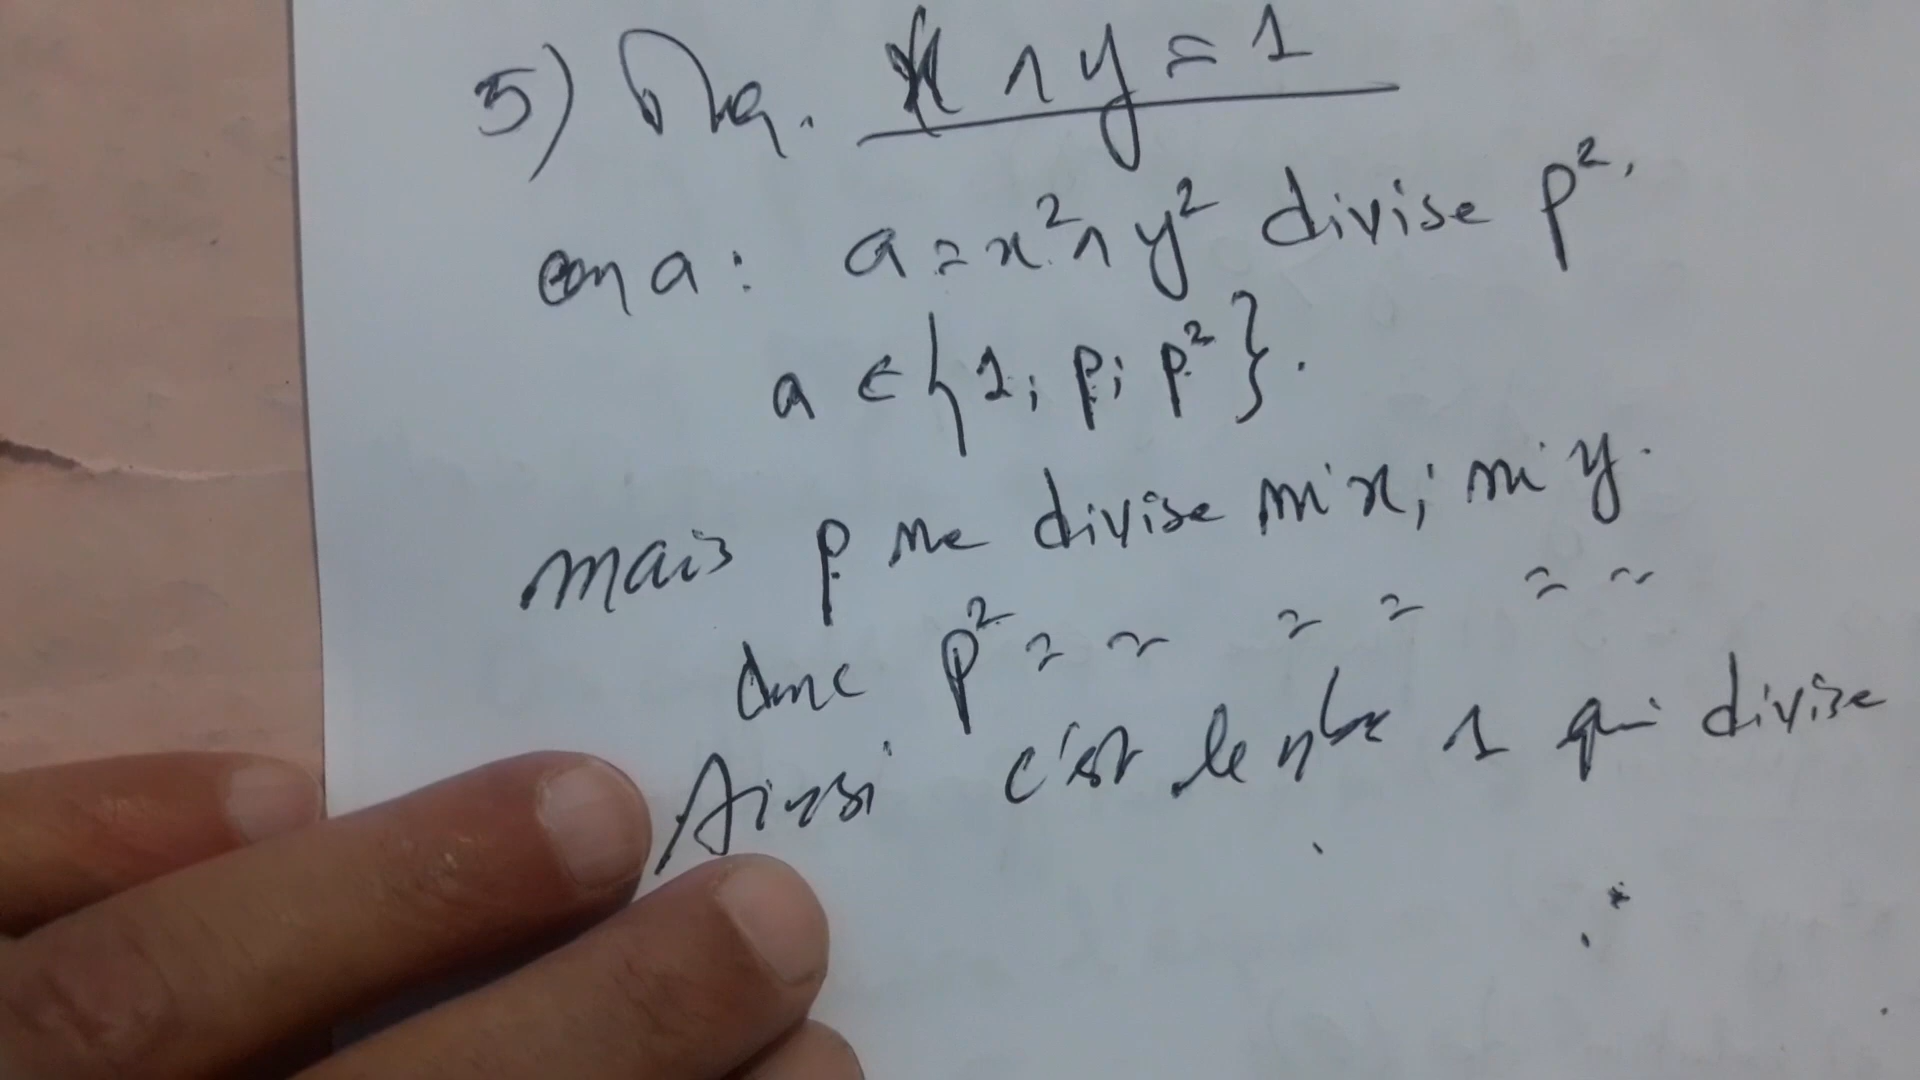 5) Mq. x ∧ y = 1
on a : a = x² ∧ y² divise p².
a ∈ {1; p; p²}.
mais p ne divise ni x; ni y.
donc p² = = = = = =
Ainsi c'est le nbre 1 qui divise